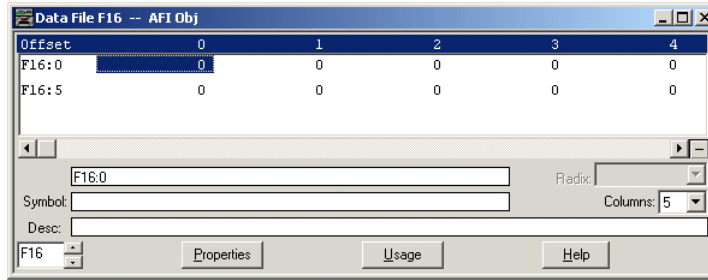 Data File F16 -- AFI Obj
Offset 0 1 2 3 4
F16:0 0 0 0 0 0
F16:5 0 0 0 0 0
F16:0 Radix:
Symbol: Columns: 5
Desc:
F16 Properties Usage Help